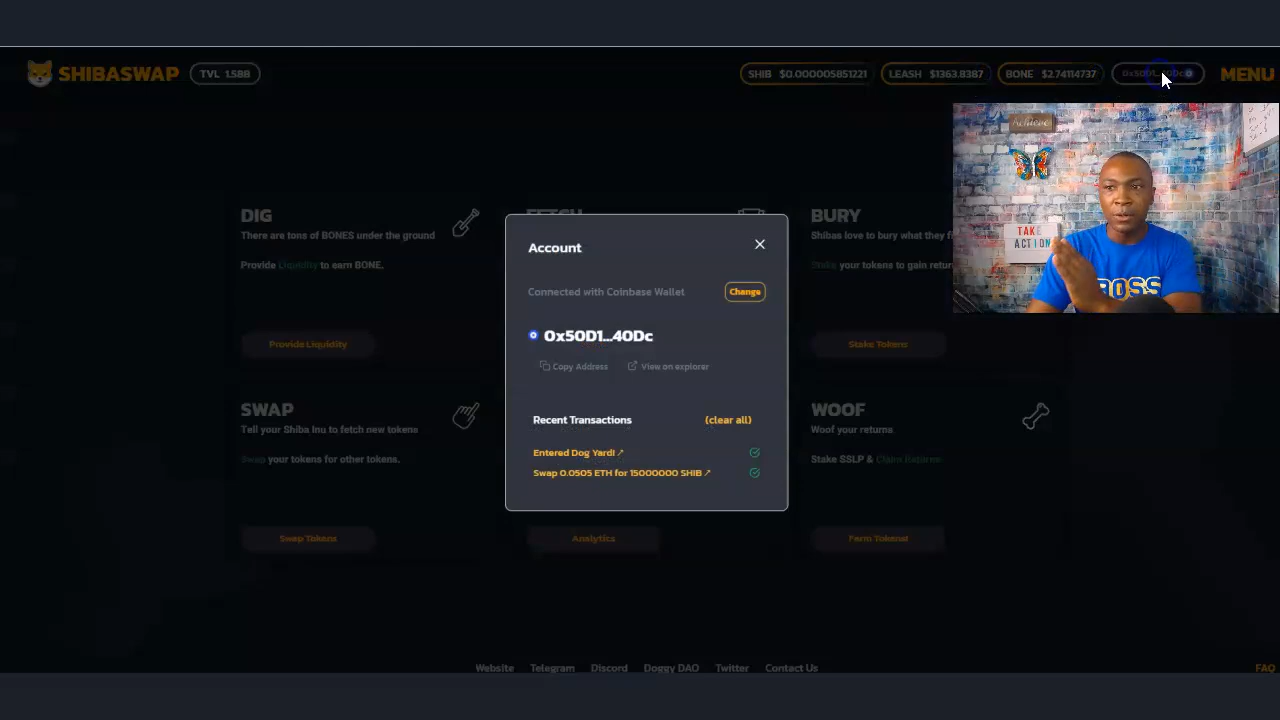 SHIBASWAP
TVL 1.58B
SHIB $0.000005851221
LEASH $1363.8387
BONE $2.74114737
MENU
Achieve
TAKE
ACTION
DIG
There are tons of BONES under the ground
Provide Liquidity to earn BONE.
Provide Liquidity
FETCH
BURY
Shibas love to bury what they
your tokens to gain
Stake Tokens
Account
Connected with Coinbase Wallet
Change
0x50D1...40Dc
Copy Address
View on explorer
Recent Transactions
(clear all)
Entered Dog Yard! ↗
Swap 0.0505 ETH for 15000000 SHIB ↗
SWAP
Tell your Shiba Inu to fetch new tokens
Swap your tokens for other tokens.
Swap Tokens
Analytics
WOOF
Woof your returns
Stake SSLP & Claim Returns
Farm Tokens!
Website Telegram Discord Doggy DAO Twitter Contact Us
FAQ